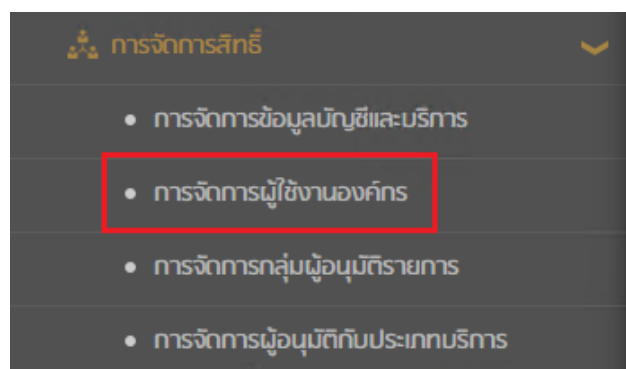 การจัดการสิทธิ์
การจัดการข้อมูลบัญชีและบริการ
การจัดการผู้ใช้งานองค์กร
การจัดการกลุ่มผู้อนุมัติรายการ
การจัดการผู้อนุมัติกับประเภทบริการ